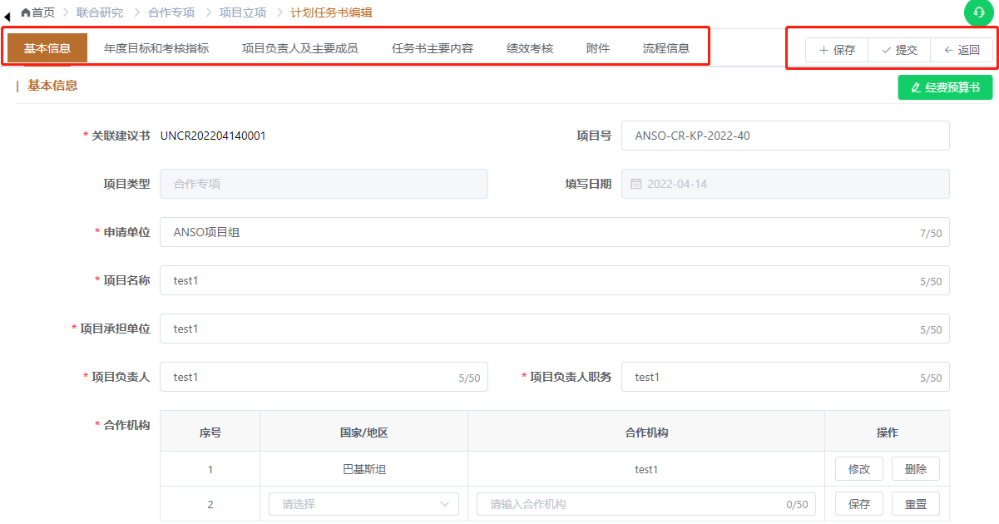 首页 > 联合研究 > 合作专项 > 项目立项 > 计划任务书编辑
基本信息 年度目标和考核指标 项目负责人及主要成员 任务书主要内容 绩效考核 附件 流程信息 保存 提交 返回
基本信息 经费预算书
* 关联建议书 UNCR202204140001 项目号 ANSO-CR-KP-2022-40
项目类型 合作专项 填写日期 2022-04-14
* 申请单位 ANSO项目组 7/50
* 项目名称 test1 5/50
* 项目承担单位 test1 5/50
* 项目负责人 test1 5/50 * 项目负责人职务 test1 5/50
* 合作机构 序号 国家/地区 合作机构 操作
1 巴基斯坦 test1 修改 删除
2 请选择 请输入合作机构 0/50 保存 重置